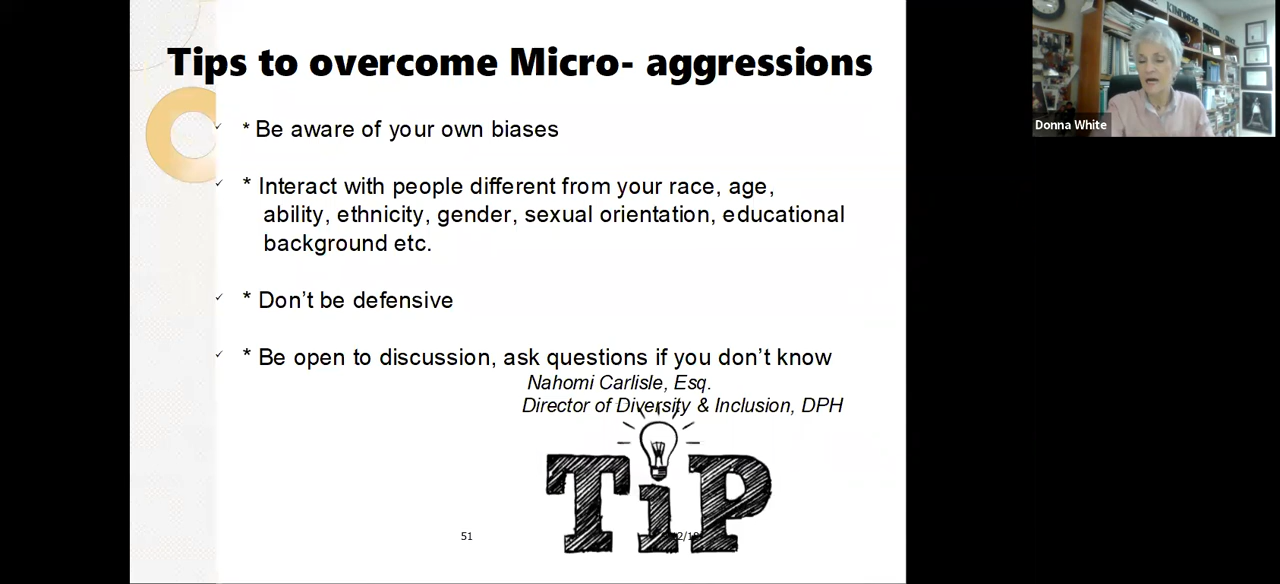 Tips to overcome Micro- aggressions
* Be aware of your own biases
* Interact with people different from your race, age,
ability, ethnicity, gender, sexual orientation, educational
background etc.
* Don’t be defensive
* Be open to discussion, ask questions if you don’t know
Nahomi Carlisle, Esq.
Director of Diversity & Inclusion, DPH
TiP
51
Donna White
KINDNESS